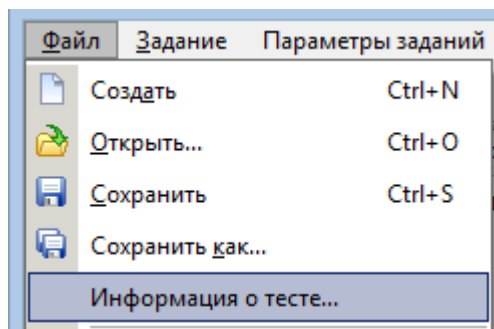 Файл Задание Параметры заданий
Создать Ctrl+N
Открыть... Ctrl+O
Сохранить Ctrl+S
Сохранить как...
Информация о тесте...